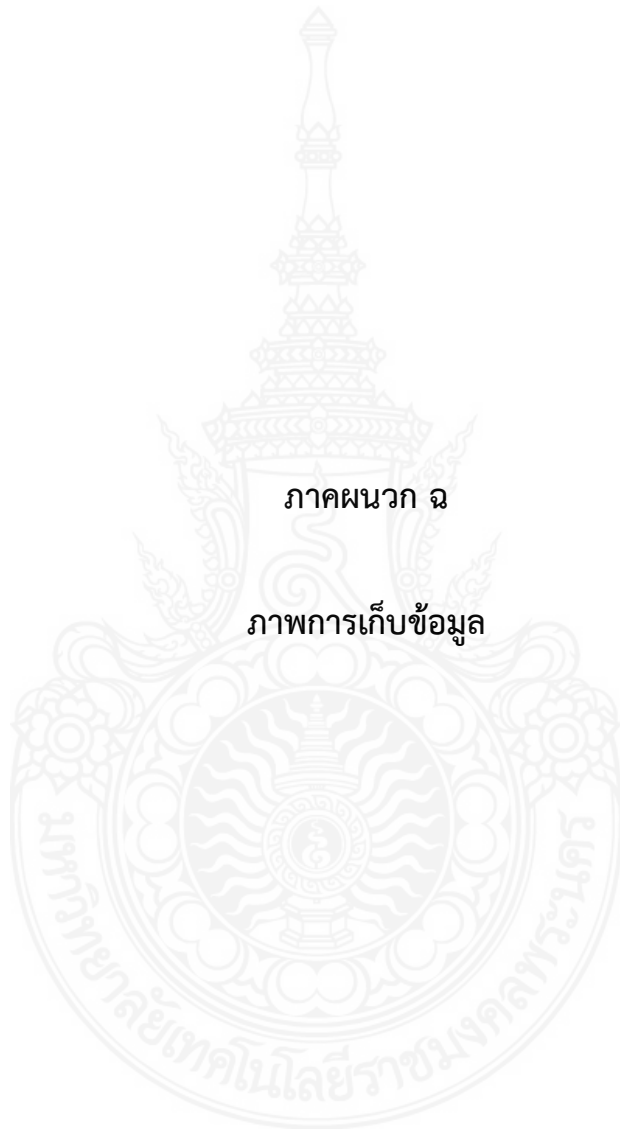 ภาคผนวก ฉ
ภาพการเก็บข้อมูล
มหาวิทยาลัยเทคโนโลยีราชมงคลพระนคร